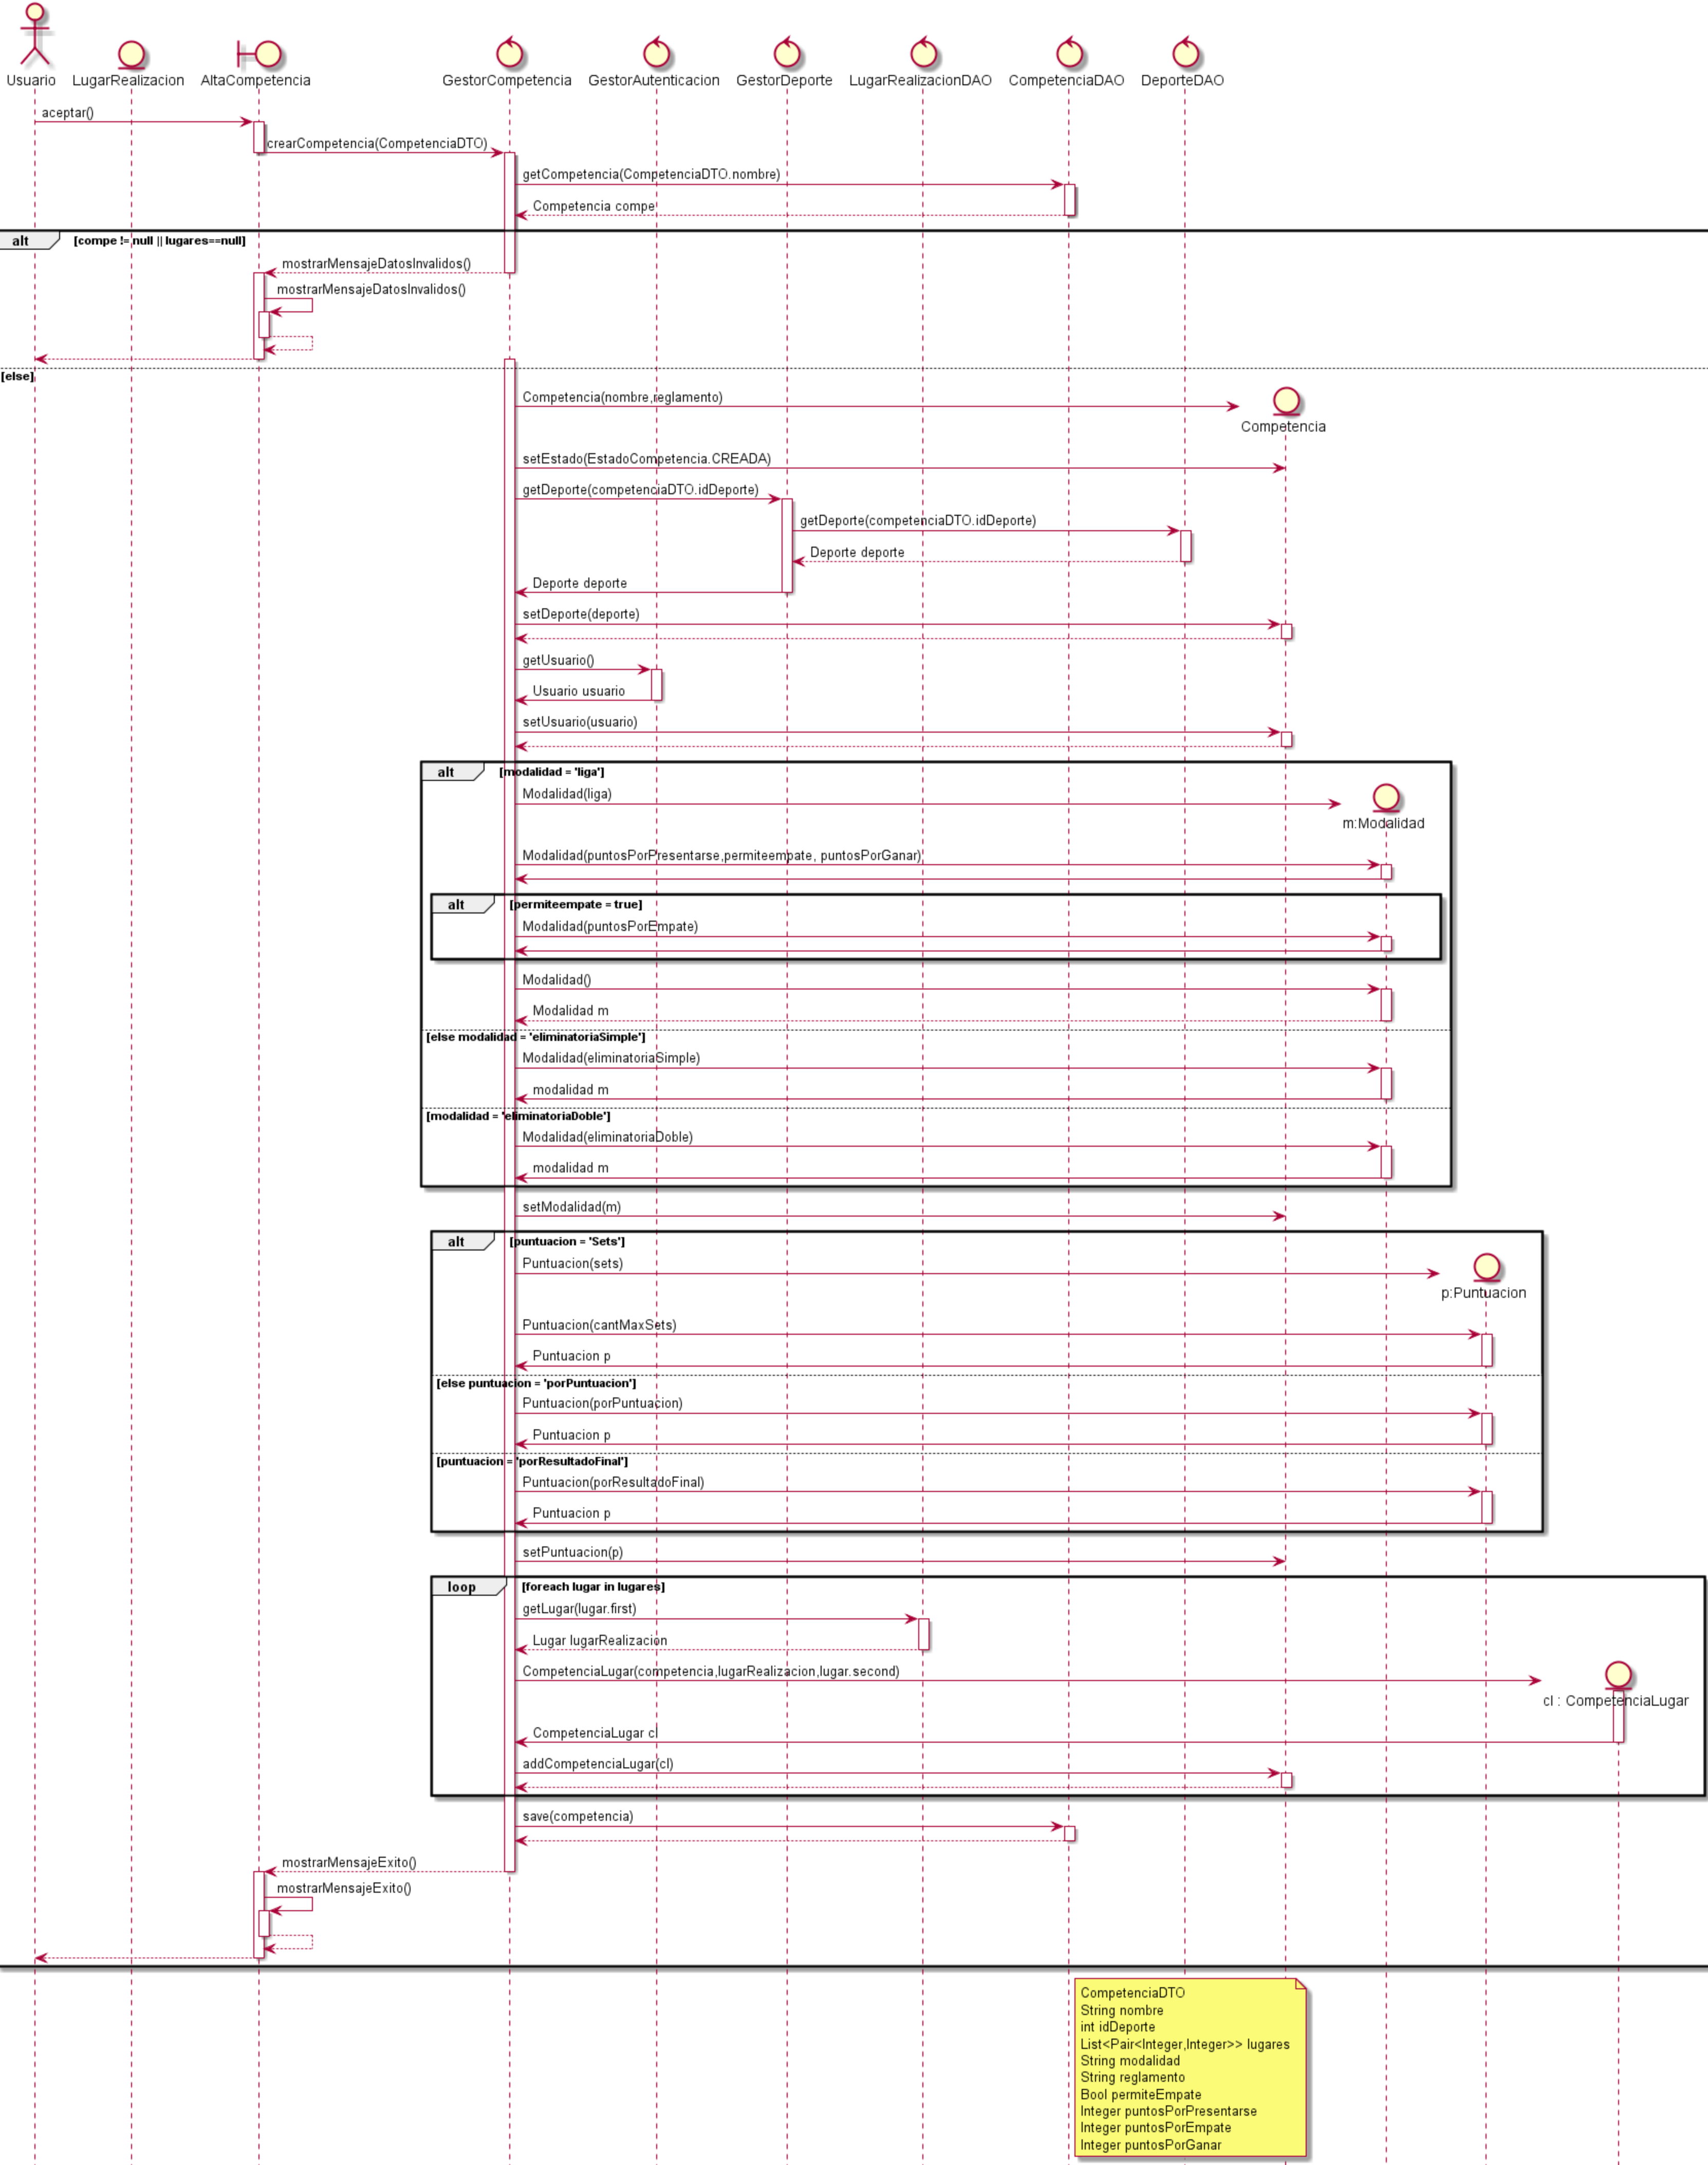 Usuario
LugarRealizacion
AltaCompetencia
GestorCompetencia
GestorAutenticacion
GestorDeporte
LugarRealizacionDAO
CompetenciaDAO
DeporteDAO
aceptar()
crearCompetencia(CompetenciaDTO)
getCompetencia(CompetenciaDTO.nombre)
Competencia compe
alt [compe != null || lugares==null]
mostrarMensajeDatosInvalidos()
mostrarMensajeDatosInvalidos()
[else]
Competencia(nombre,reglamento)
Competencia
setEstado(EstadoCompetencia.CREADA)
getDeporte(competenciaDTO.idDeporte)
getDeporte(competenciaDTO.idDeporte)
Deporte deporte
Deporte deporte
setDeporte(deporte)
getUsuario()
Usuario usuario
setUsuario(usuario)
alt [modalidad = 'liga']
Modalidad(liga)
m:Modalidad
Modalidad(puntosPorPresentarse,permiteempate, puntosPorGanar)
alt [permiteempate = true]
Modalidad(puntosPorEmpate)
Modalidad()
Modalidad m
[else modalidad = 'eliminatoriaSimple']
Modalidad(eliminatoriaSimple)
modalidad m
[modalidad = 'eliminatoriaDoble']
Modalidad(eliminatoriaDoble)
modalidad m
setModalidad(m)
alt [puntuacion = 'Sets']
Puntuacion(sets)
p:Puntuacion
Puntuacion(cantMaxSets)
Puntuacion p
[else puntuacion = 'porPuntuacion']
Puntuacion(porPuntuacion)
Puntuacion p
[puntuacion = 'porResultadoFinal']
Puntuacion(porResultadoFinal)
Puntuacion p
setPuntuacion(p)
loop [foreach lugar in lugares]
getLugar(lugar.first)
Lugar lugarRealizacion
CompetenciaLugar(competencia,lugarRealizacion,lugar.second)
cl : CompetenciaLugar
CompetenciaLugar cl
addCompetenciaLugar(cl)
save(competencia)
mostrarMensajeExito()
mostrarMensajeExito()
CompetenciaDTO
String nombre
int idDeporte
List<Pair<Integer,Integer>> lugares
String modalidad
String reglamento
Bool permiteEmpate
Integer puntosPorPresentarse
Integer puntosPorEmpate
Integer puntosPorGanar